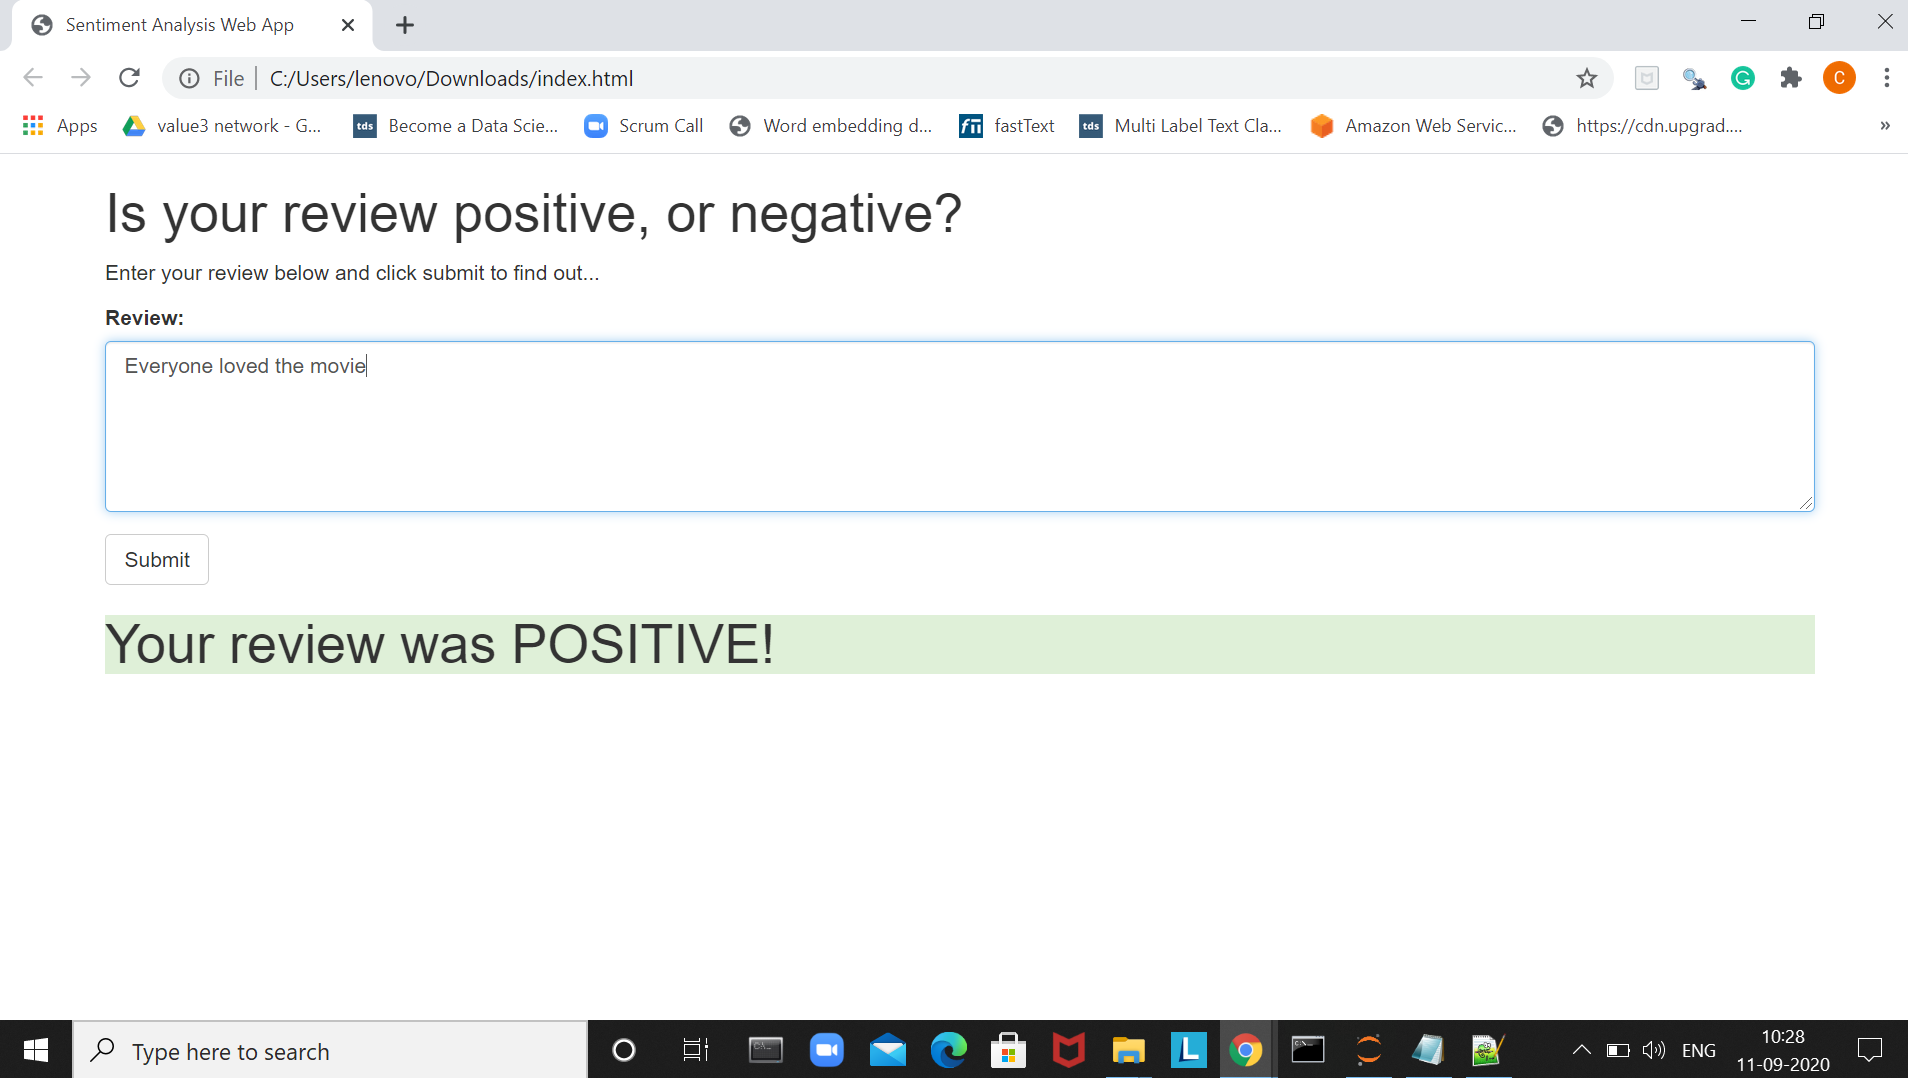 Sentiment Analysis Web App
File C:/Users/lenovo/Downloads/index.html
C
Apps value3 network - G... tds Become a Data Scie... Scrum Call Word embedding d... fT fastText tds Multi Label Text Cla... Amazon Web Servic... https://cdn.upgrad....
Is your review positive, or negative?
Enter your review below and click submit to find out...
Review:
Everyone loved the movie
Submit
Your review was POSITIVE!
Type here to search
L
ENG
10:28
11-09-2020